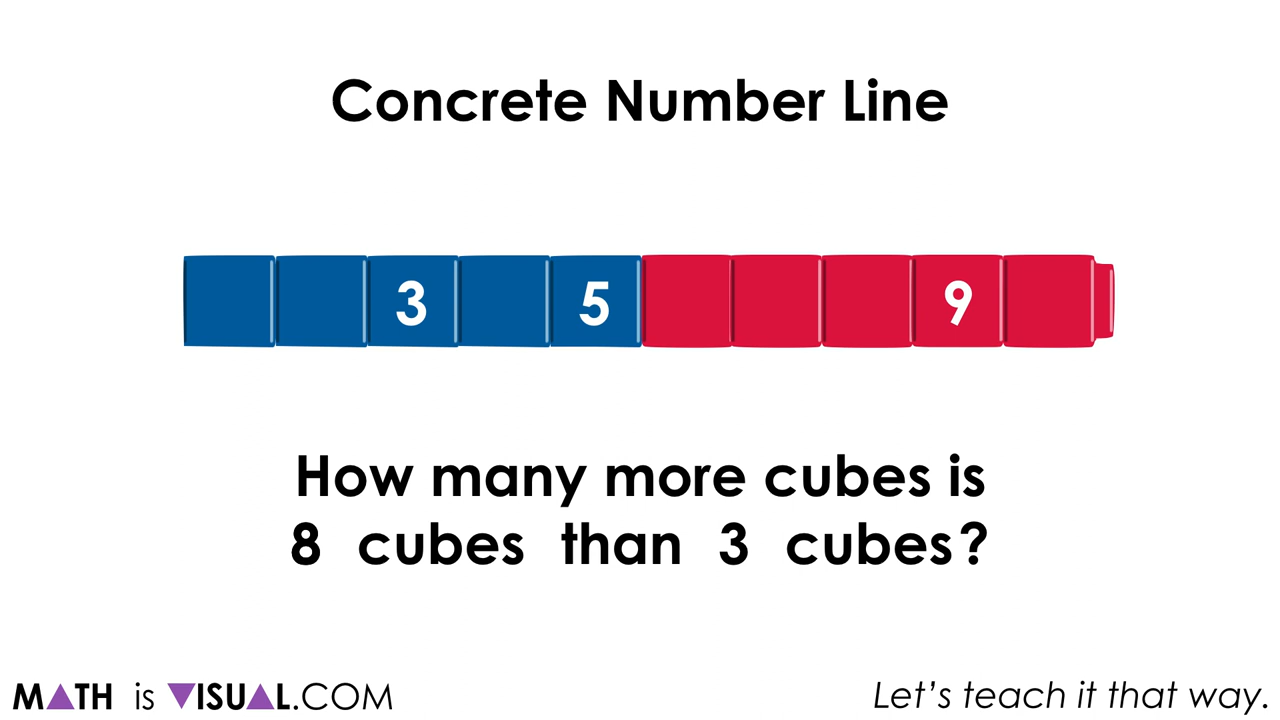 Concrete Number Line
3 5 9
How many more cubes is
8 cubes than 3 cubes?
MATH is VISUAL.COM
Let's teach it that way.